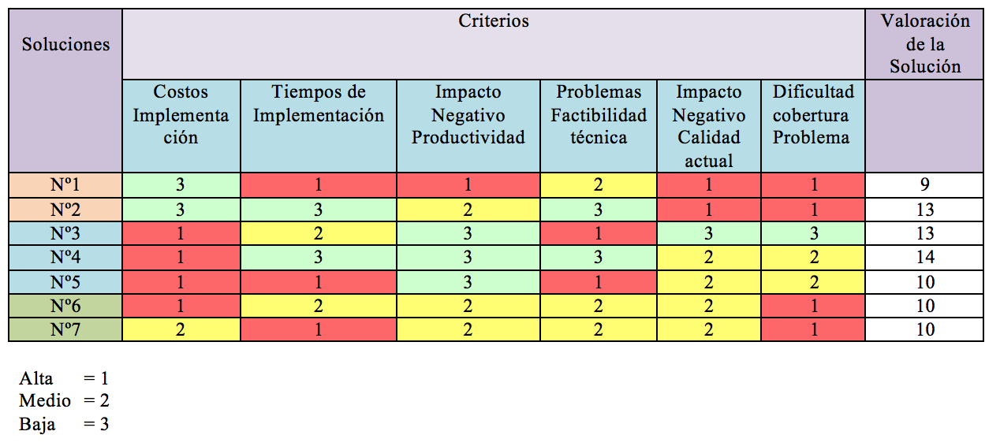 Soluciones
Criterios
Valoración
de la
Solución
Costos
Implementa
ción
Tiempos de
Implementación
Impacto
Negativo
Productividad
Problemas
Factibilidad
técnica
Impacto
Negativo
Calidad
actual
Dificultad
cobertura
Problema
Nº1 3 1 1 2 1 1 9
Nº2 3 3 2 3 1 1 13
Nº3 1 2 3 1 3 3 13
Nº4 1 3 3 3 2 2 14
Nº5 1 1 3 1 2 2 10
Nº6 1 2 2 2 2 1 10
Nº7 2 1 2 2 2 1 10
Alta = 1
Medio = 2
Baja = 3